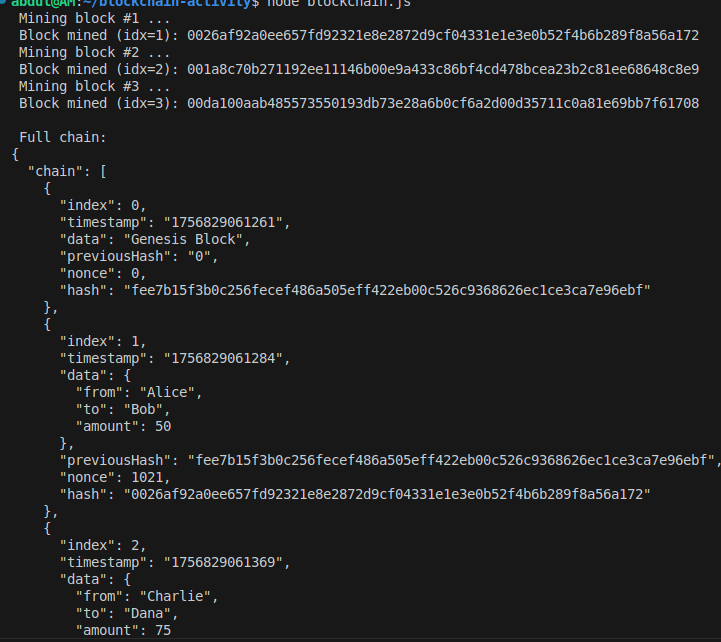 abdul@AM:~/blockchain-activity$ node blockchain.js
Mining block #1 ...
Block mined (idx=1): 0026af92a0ee657fd92321e8e2872d9cf04331e1e3e0b52f4b6b289f8a56a172
Mining block #2 ...
Block mined (idx=2): 001a8c70b271192ee11146b00e9a433c86bf4cd478bcea23b2c81ee68648c8e9
Mining block #3 ...
Block mined (idx=3): 00da100aab485573550193db73e28a6b0cf6a2d00d35711c0a81e69bb7f61708
Full chain:
{
"chain": [
{
"index": 0,
"timestamp": "1756829061261",
"data": "Genesis Block",
"previousHash": "0",
"nonce": 0,
"hash": "fee7b15f3b0c256fecef486a505eff422eb00c526c9368626ec1ce3ca7e96ebf"
},
{
"index": 1,
"timestamp": "1756829061284",
"data": {
"from": "Alice",
"to": "Bob",
"amount": 50
},
"previousHash": "fee7b15f3b0c256fecef486a505eff422eb00c526c9368626ec1ce3ca7e96ebf",
"nonce": 1021,
"hash": "0026af92a0ee657fd92321e8e2872d9cf04331e1e3e0b52f4b6b289f8a56a172"
},
{
"index": 2,
"timestamp": "1756829061369",
"data": {
"from": "Charlie",
"to": "Dana",
"amount": 75